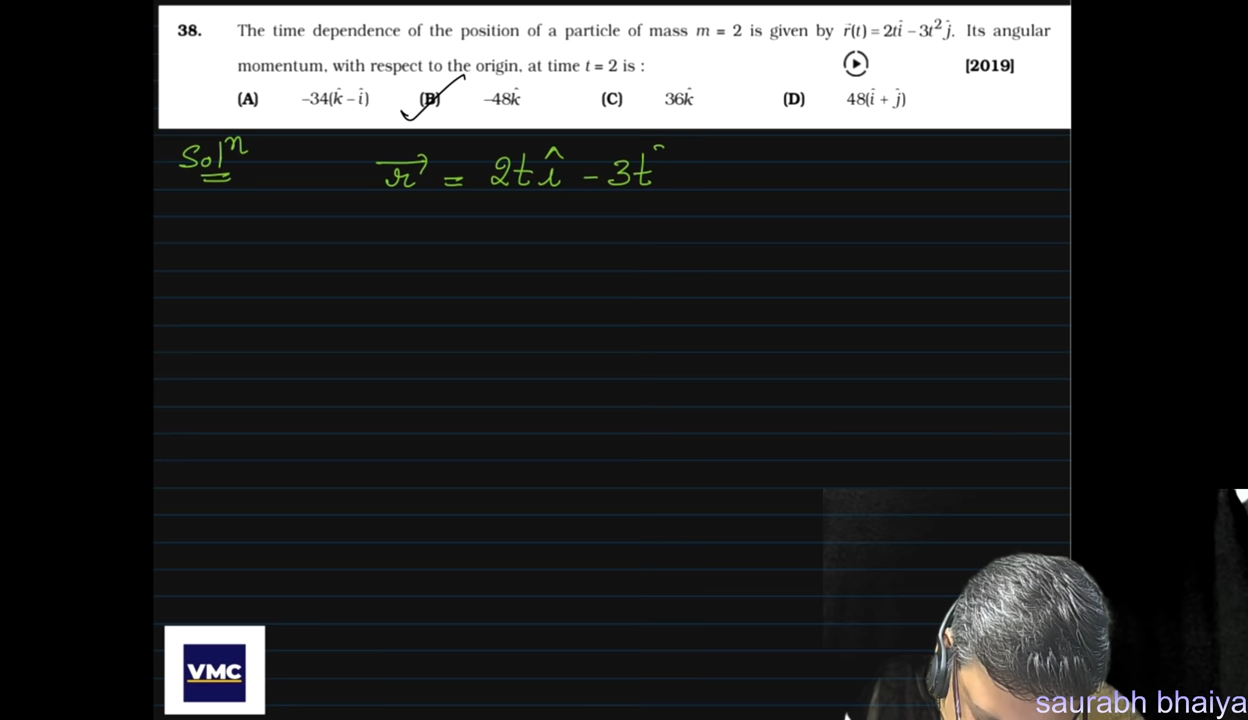 38. The time dependence of the position of a particle of mass m = 2 is given by r⃗(t) = 2tî − 3t²ĵ. Its angular
momentum, with respect to the origin, at time t = 2 is : [2019]
(A) −34(k̂ − î) (B) −48k̂ (C) 36k̂ (D) 48(î + ĵ)
Solⁿ r⃗ = 2t î − 3t
VMC
saurabh bhaiya